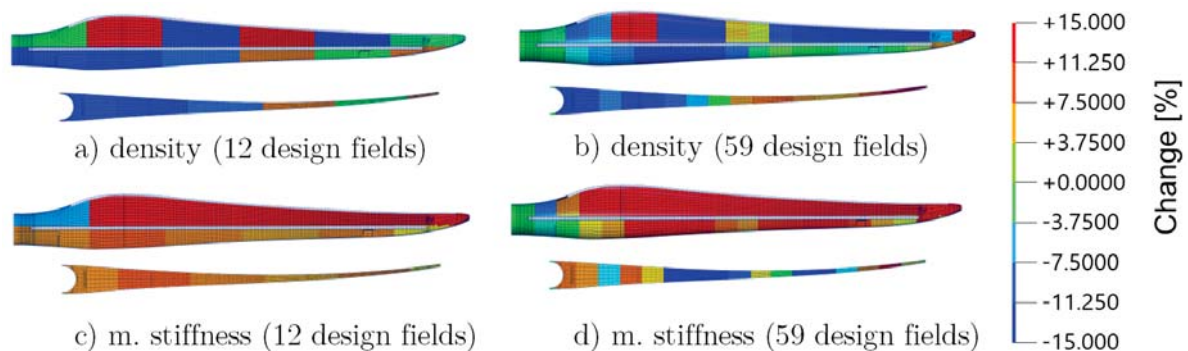 a) density (12 design fields)
b) density (59 design fields)
c) m. stiffness (12 design fields)
d) m. stiffness (59 design fields)
+15.000
+11.250
+7.5000
+3.7500
+0.0000
-3.7500
-7.5000
-11.250
-15.000
Change [%]